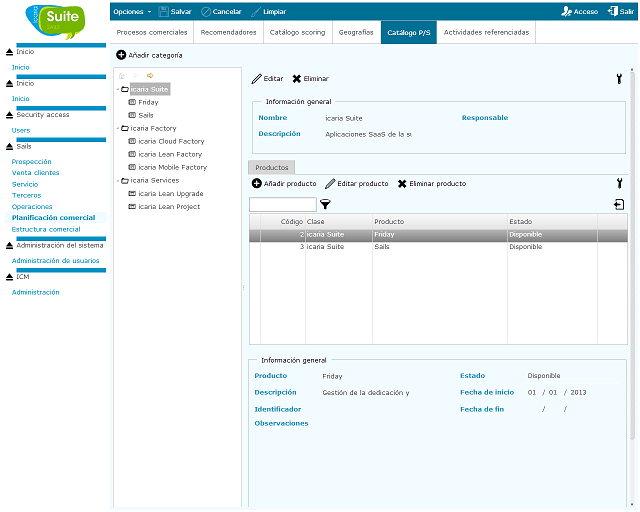 icaria
Suite
SAILS
Opciones
Salvar
Cancelar
Limpiar
Acceso
Salir
Procesos comerciales
Recomendadores
Catálogo scoring
Geografías
Catálogo P/S
Actividades referenciadas
Inicio
Inicio
Inicio
Inicio
Security access
Users
Sails
Prospección
Venta clientes
Servicio
Terceros
Operaciones
Planificación comercial
Estructura comercial
Administración del sistema
Administración de usuarios
ICM
Administración
Añadir categoría
icaria Suite
Friday
Sails
icaria Factory
icaria Cloud Factory
icaria Lean Factory
icaria Mobile Factory
icaria Services
icaria Lean Upgrade
icaria Lean Project
Editar
Eliminar
Información general
Nombre icaria Suite Responsable
Descripción Aplicaciones SaaS de la su
Productos
Añadir producto
Editar producto
Eliminar producto
Código Clase Producto Estado
2 icaria Suite Friday Disponible
3 icaria Suite Sails Disponible
Información general
Producto Friday Estado Disponible
Descripción Gestión de la dedicación y Fecha de inicio 01 / 01 / 2013
Identificador Fecha de fin / /
Observaciones